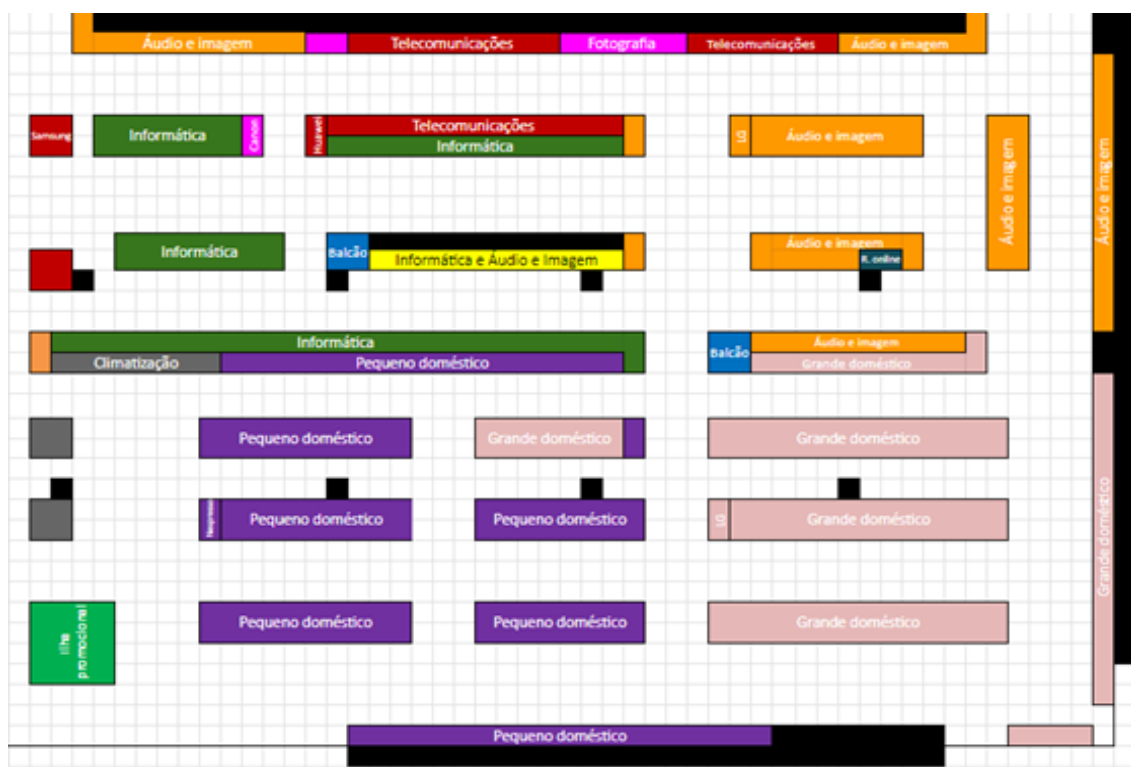 Áudio e imagem
Telecomunicações
Fotografia
Telecomunicações
Áudio e imagem
Samsung
Informática
Canon
Huawei
Telecomunicações
Informática
LG
Áudio e imagem
Áudio e imagem
Áudio e imagem
Informática
Balcão
Informática e Áudio e Imagem
Áudio e imagem
R. online
Informática
Climatização
Pequeno doméstico
Balcão
Áudio e imagem
Grande doméstico
Pequeno doméstico
Grande doméstico
Grande doméstico
Nespresso
Pequeno doméstico
Pequeno doméstico
LG
Grande doméstico
Grande doméstico
Ilha
promocional
Pequeno doméstico
Pequeno doméstico
Grande doméstico
Pequeno doméstico